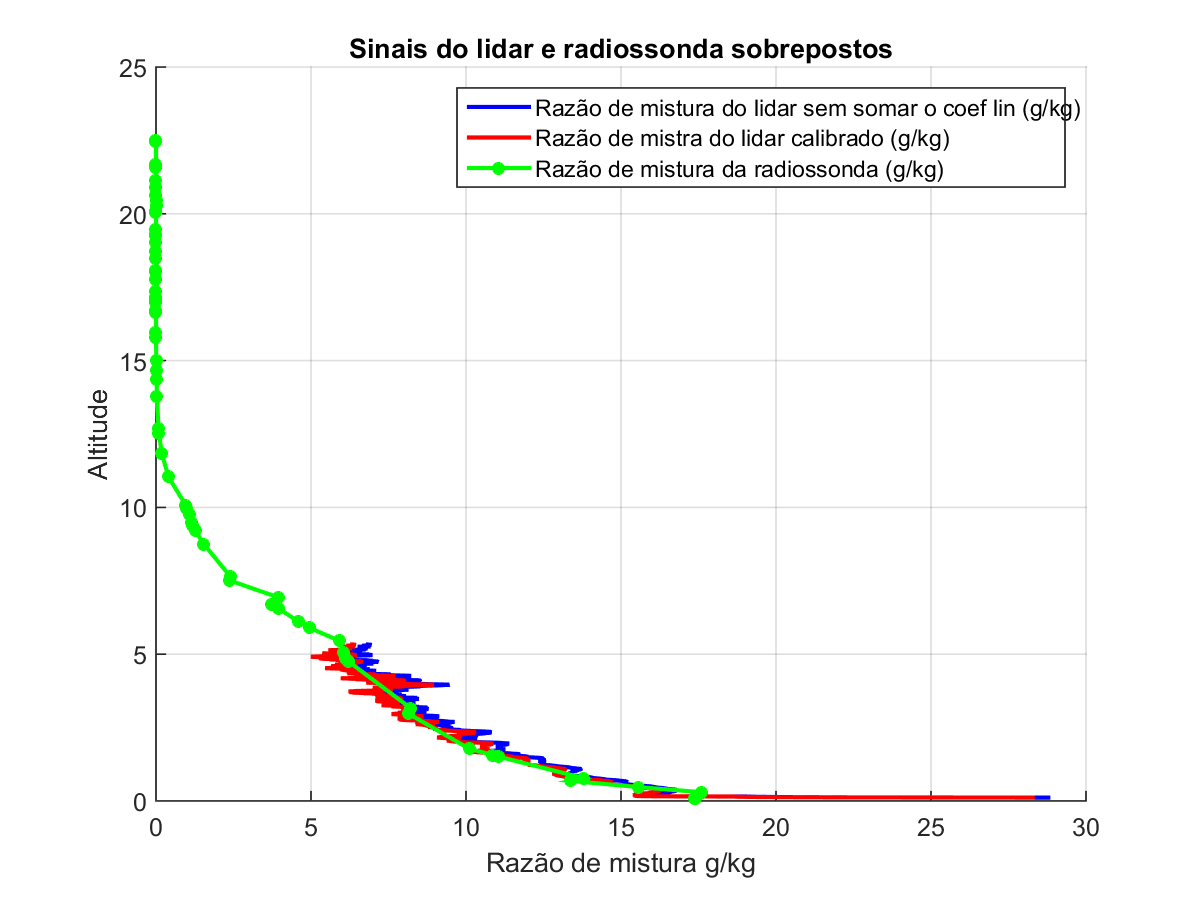 Sinais do lidar e radiossonda sobrepostos
Razão de mistura do lidar sem somar o coef lin (g/kg)
Razão de mistra do lidar calibrado (g/kg)
Razão de mistura da radiossonda (g/kg)
25
20
15
10
5
0
Altitude
0 5 10 15 20 25 30
Razão de mistura g/kg